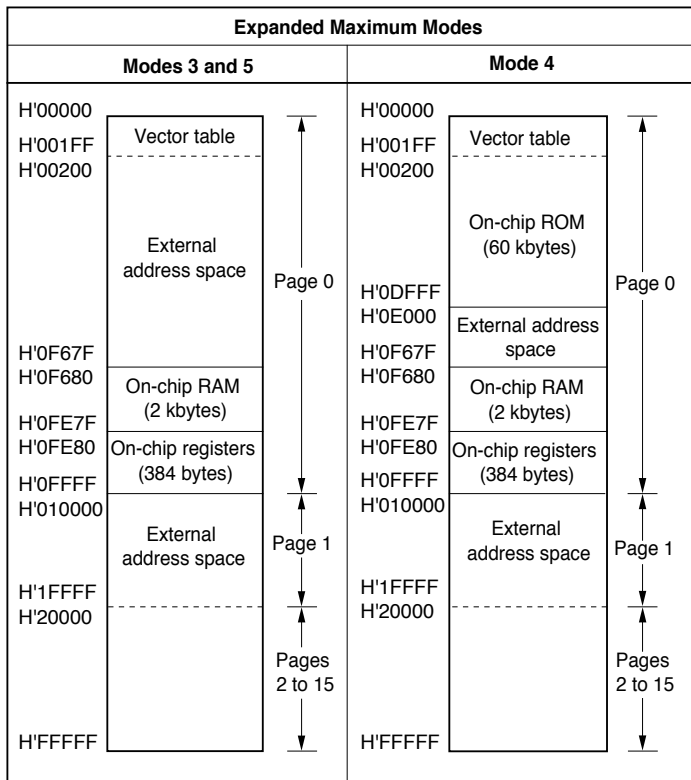 Expanded Maximum Modes
Modes 3 and 5
H'00000
H'001FF
H'00200
H'0F67F
H'0F680
H'0FE7F
H'0FE80
H'0FFFF
H'010000
H'1FFFF
H'20000
H'FFFFF
Vector table
External
address space
On-chip RAM
(2 kbytes)
On-chip registers
(384 bytes)
External
address space
Page 0
Page 1
Pages
2 to 15
Mode 4
H'00000
H'001FF
H'00200
H'0DFFF
H'0E000
H'0F67F
H'0F680
H'0FE7F
H'0FE80
H'0FFFF
H'010000
H'1FFFF
H'20000
H'FFFFF
Vector table
On-chip ROM
(60 kbytes)
External address
space
On-chip RAM
(2 kbytes)
On-chip registers
(384 bytes)
External
address space
Page 0
Page 1
Pages
2 to 15